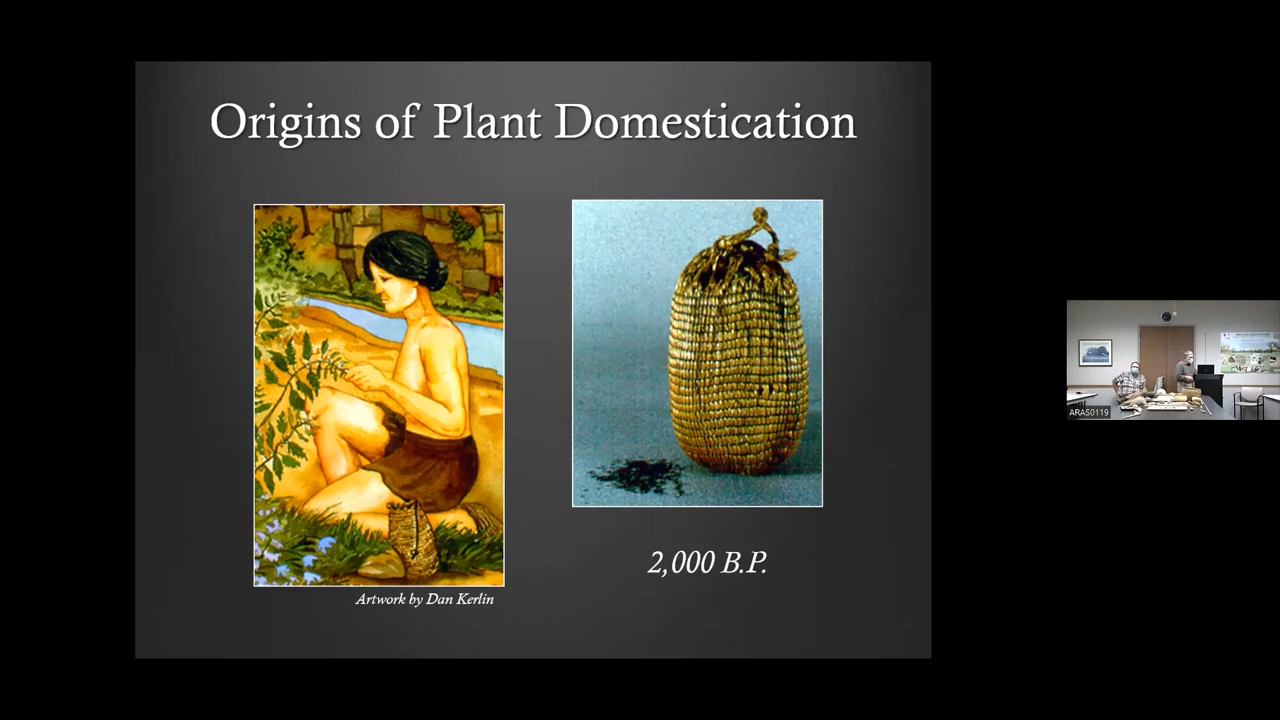 Origins of Plant Domestication
2,000 B.P.
Artwork by Dan Kerlin
ARAS0119